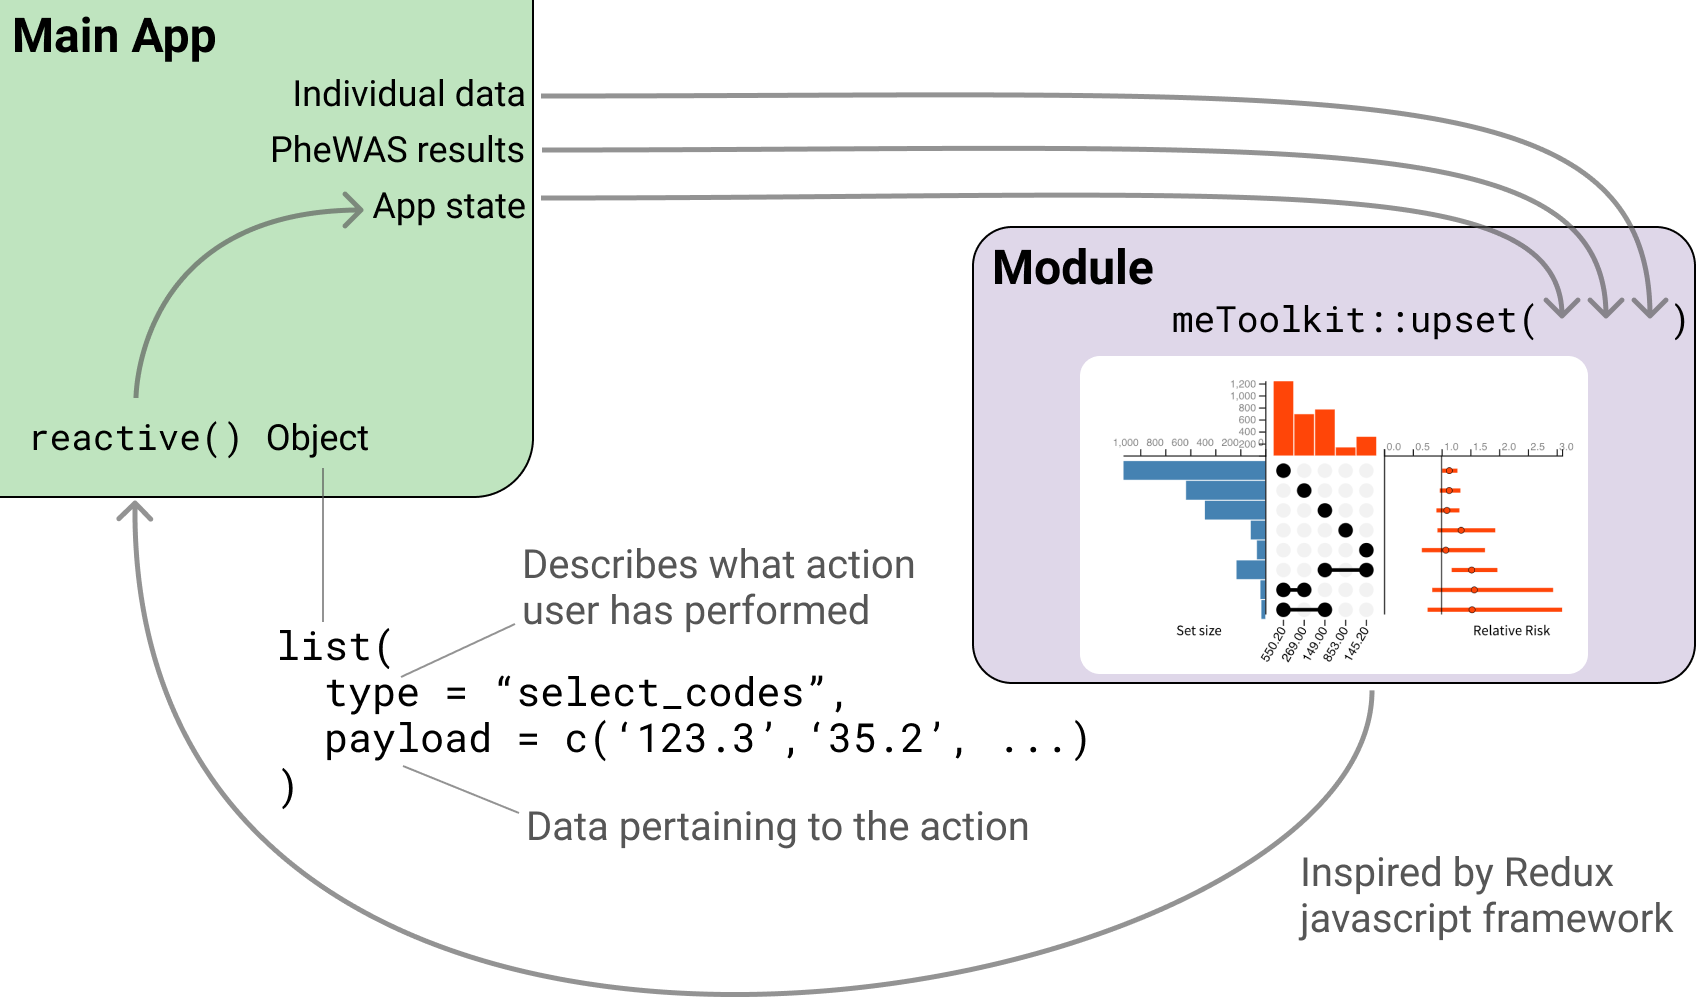 Main App
Individual data
PheWAS results
App state
reactive() Object
Module
meToolkit::upset( )
1,200
1,000
800
600
400
200
1,000 800 600 400 200 0
0.0 0.5 1.0 1.5 2.0 2.5 3.0
Set size
550.20
269.00
149.00
853.00
145.20
Relative Risk
Describes what action
user has performed
list(
type = “select_codes”,
payload = c(‘123.3’,‘35.2’, ...)
)
Data pertaining to the action
Inspired by Redux
javascript framework